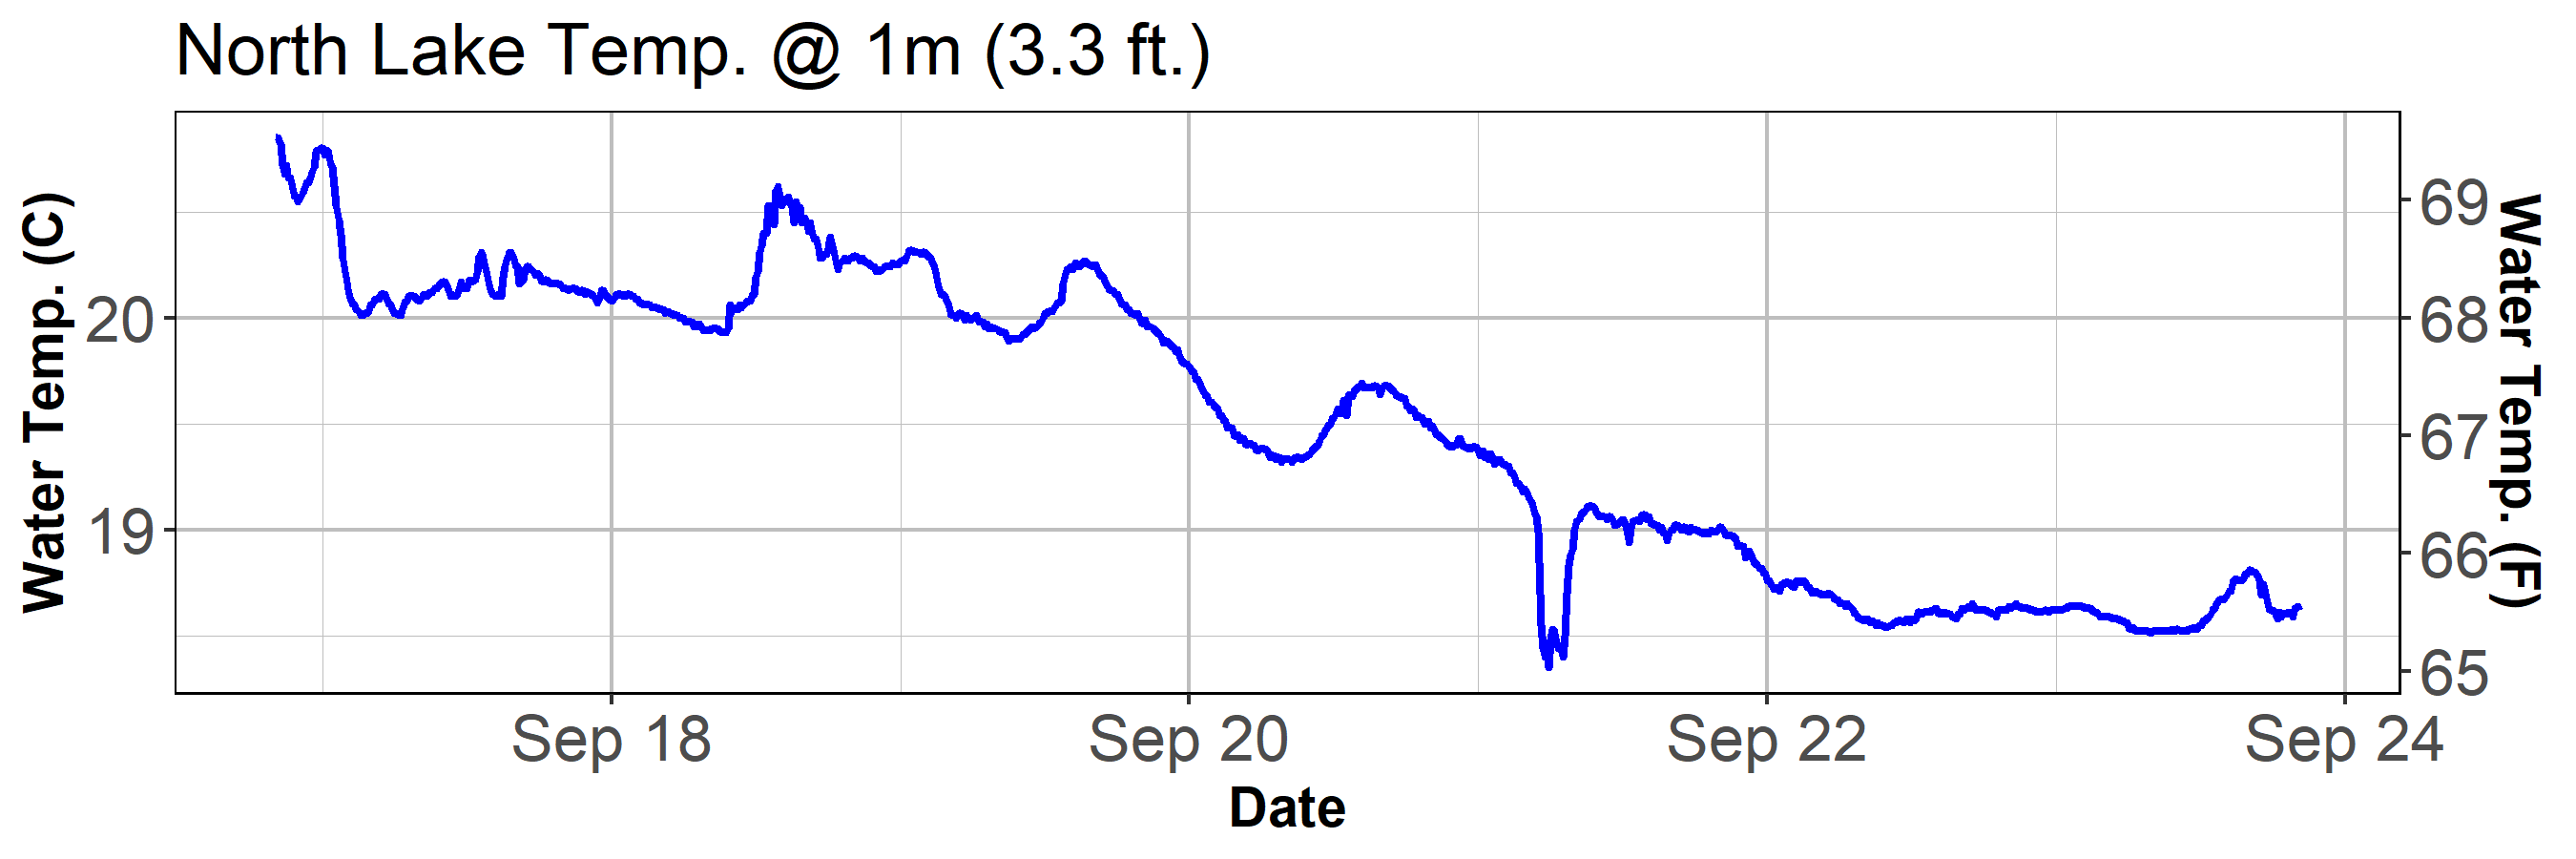 North Lake Temp. @ 1m (3.3 ft.)
Water Temp. (C)
20
19
69
68
67
66
65
Water Temp. (F)
Sep 18
Sep 20
Sep 22
Sep 24
Date